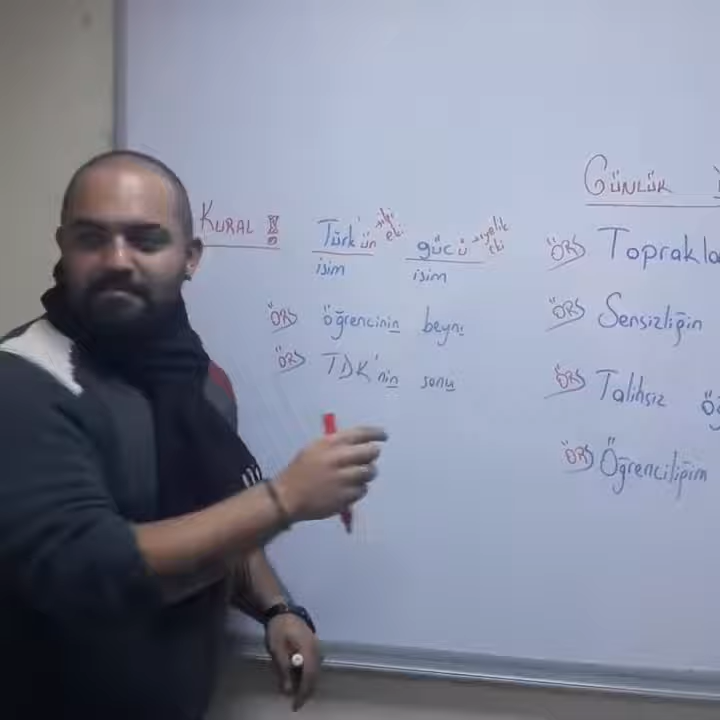 KURAL !
Türk'ün → ilgi eki gücü → iyelik eki
isim isim
ÖRS öğrencinin beyni
ÖRS TDK'nin sonu
GÜNLÜK
ÖRS Toprakla
ÖRS Sensizliğin
ÖRS Talihsiz
ÖRS Öğrenciliğim